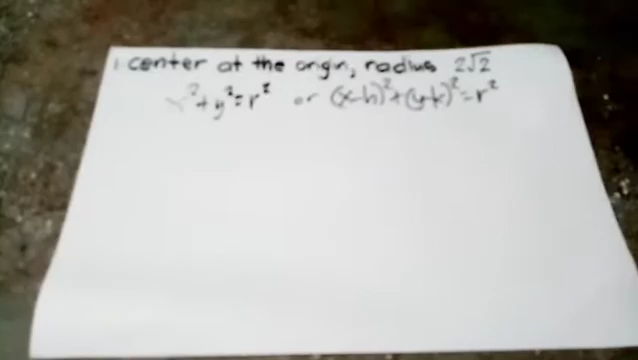 1 center at the origin, radius 2√2
x²+y²=r² or (x-h)²+(y-k)²=r²